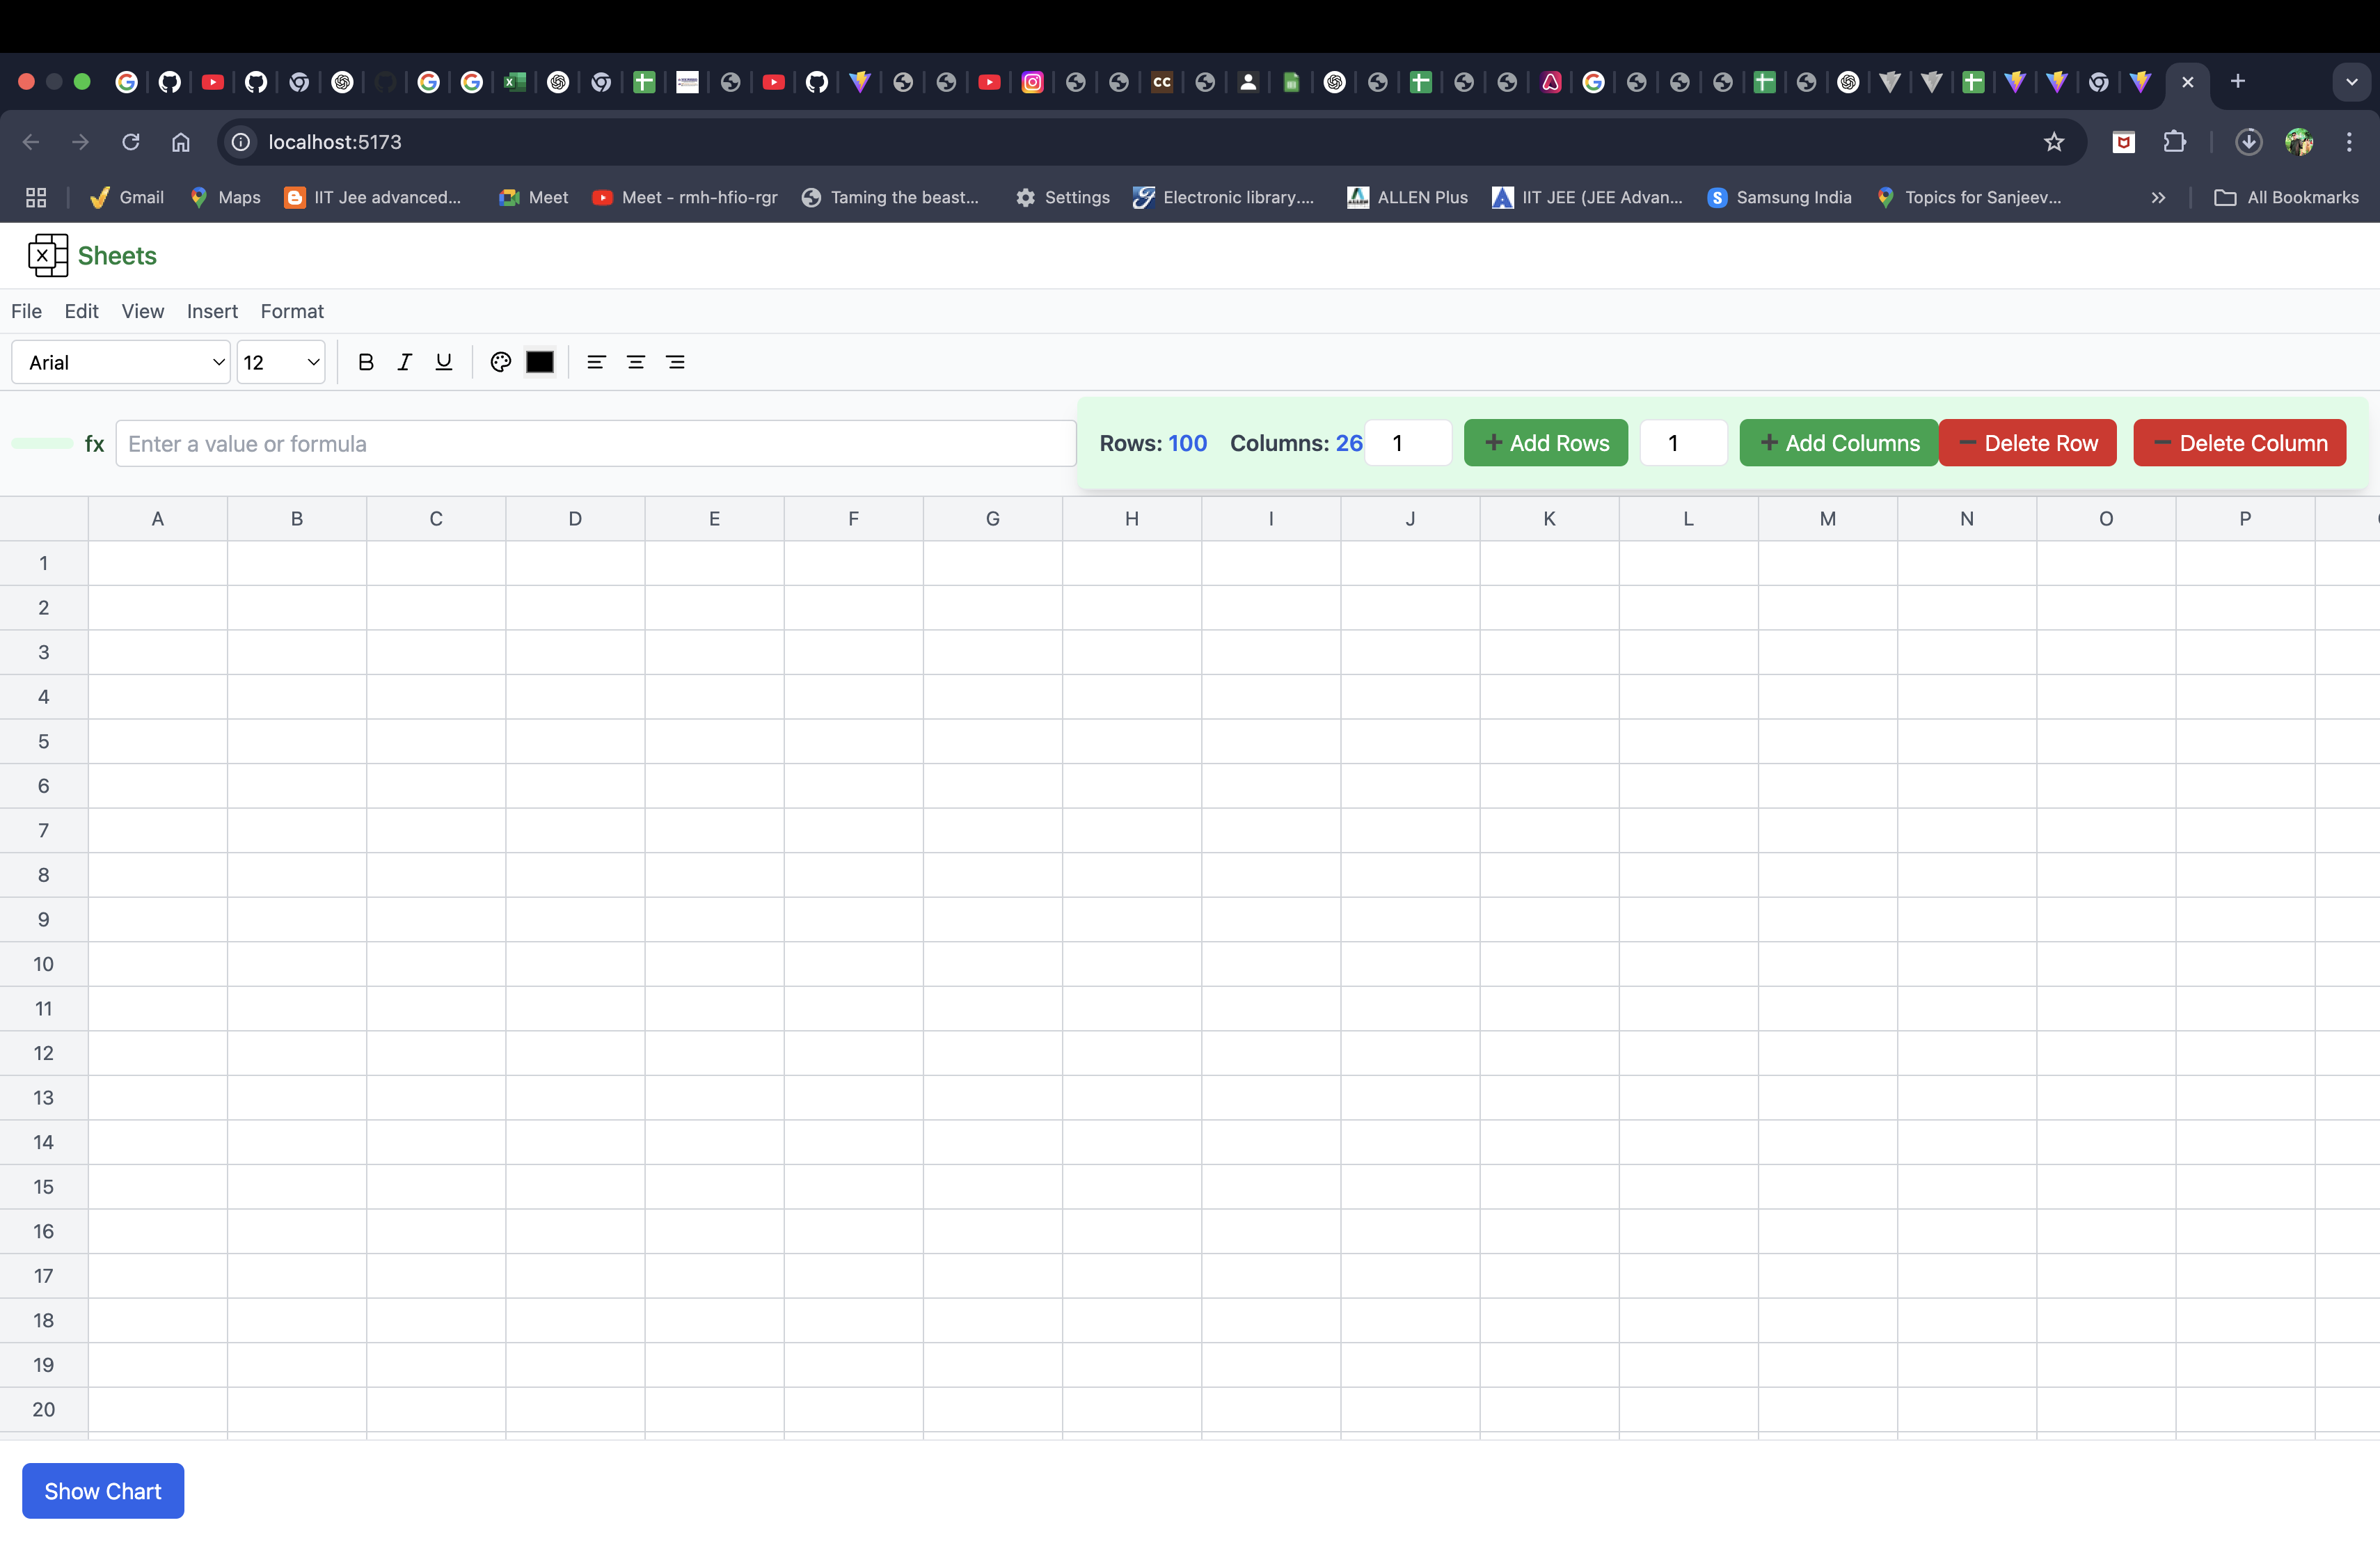 localhost:5173
Gmail Maps IIT Jee advanced... Meet Meet - rmh-hfio-rgr Taming the beast... Settings Electronic library.... ALLEN Plus IIT JEE (JEE Advan... Samsung India Topics for Sanjeev... All Bookmarks
Sheets
File Edit View Insert Format
Arial 12 B I U
fx Enter a value or formula Rows: 100 Columns: 26 1 + Add Rows 1 + Add Columns − Delete Row − Delete Column
A B C D E F G H I J K L M N O P
1
2
3
4
5
6
7
8
9
10
11
12
13
14
15
16
17
18
19
20
Show Chart